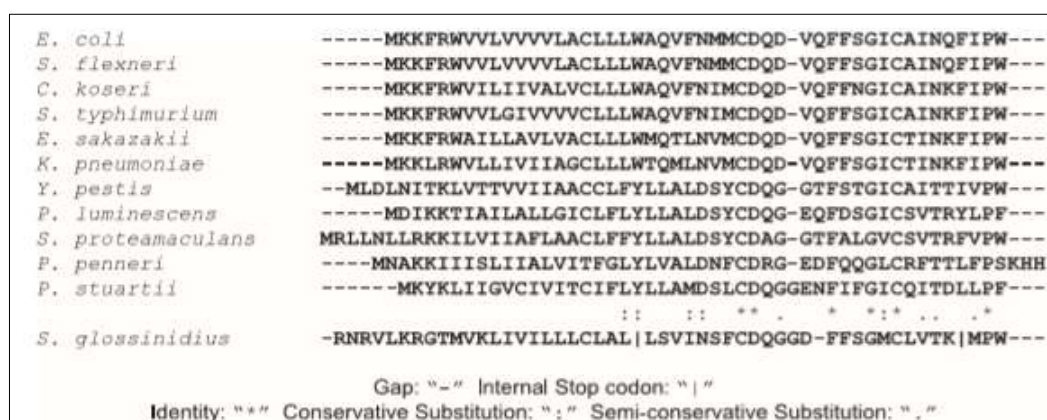 E. coli -----MKKFRWVVLVVVVLACLLLWAQVFNMMCDQD-VQFFSGICAINQFIPW---
S. flexneri -----MKKFRWVVLVVVVLACLLLWAQVFNMMCDQD-VQFFSGICAINQFIPW---
C. koseri -----MKKFRWVILIIVALVCLLLWAQVFNIMCDQD-VQFFNGICAINKFIPW---
S. typhimurium -----MKKFRWVVLGIVVVVCLLLWAQVFNIMCDQD-VQFFSGICAINKFIPW---
E. sakazakii -----MKKFRWAILLAVLVACLLLWMQTLNVMCDQD-VQFFSGICTINKFIPW---
K. pneumoniae -----MKKLRWVLLIVIIAGCLLLWTQMLNVMCDQD-VQFFSGICTINKFIPW---
Y. pestis --MLDLNITKLVTTVVIIAACCLFYLLALDSYCDQG-GTFSTGICAITTIVPW---
P. luminescens -----MDIKKTIAILALLGICLFLYLLALDSYCDQG-EQFDSGICSVTRYLPF---
S. proteamaculans MRLLNLLRKKILVIIAFLAACLFFYLLALDSYCDAG-GTFALGVCSVTRFVPW---
P. penneri ----MNAKKIIISLIIALVITFGLYLVALDNFCDRG-EDFQQGLCRFTTLFPSKHH
P. stuartii ------MKYKLIIGVCIVITCIFLYLLAMDSLCDQGGENFIFGICQITDLLPF---
:: :: ** . * *:* .. .*
S. glossinidius -RNRVLKRGTMVKLIVILLLCLAL|LSVINSFCDQGGD-FFSGMCLVTK|MPW---
Gap: "-" Internal Stop codon: "|"
Identity: "*" Conservative Substitution: ":" Semi-conservative Substitution: "."